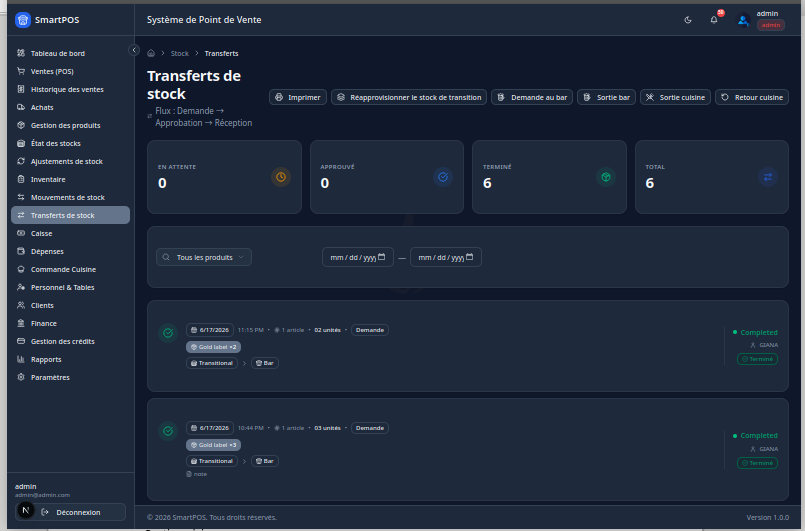 SmartPOS
Système de Point de Vente
55
admin
admin
Tableau de bord
Ventes (POS)
Historique des ventes
Achats
Gestion des produits
État des stocks
Ajustements de stock
Inventaire
Mouvements de stock
Transferts de stock
Caisse
Dépenses
Commande Cuisine
Personnel & Tables
Clients
Finance
Gestion des crédits
Rapports
Paramètres
admin
admin@admin.com
N
Déconnexion
Stock > Transferts
Transferts de
stock
Flux : Demande →
Approbation → Réception
Imprimer
Réapprovisionner le stock de transition
Demande au bar
Sortie bar
Sortie cuisine
Retour cuisine
EN ATTENTE
0
APPROUVÉ
0
TERMINÉ
6
TOTAL
6
Tous les produits
mm / dd / yyyy — mm / dd / yyyy
6/17/2026 11:15 PM • 1 article • 02 unités • Demande
Gold label ×2
Transitional > Bar
Completed
GIANA
Terminé
6/17/2026 10:44 PM • 1 article • 03 unités • Demande
Gold label ×3
Transitional > Bar
note
Completed
GIANA
Terminé
© 2026 SmartPOS. Tous droits réservés.
Version 1.0.0